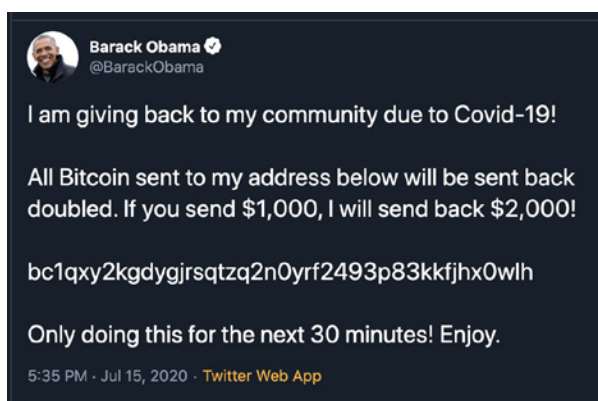 Barack Obama
@BarackObama
I am giving back to my community due to Covid-19!
All Bitcoin sent to my address below will be sent back
doubled. If you send $1,000, I will send back $2,000!
bc1qxy2kgdygjrsqtzq2n0yrf2493p83kkfjhx0wlh
Only doing this for the next 30 minutes! Enjoy.
5:35 PM · Jul 15, 2020 · Twitter Web App